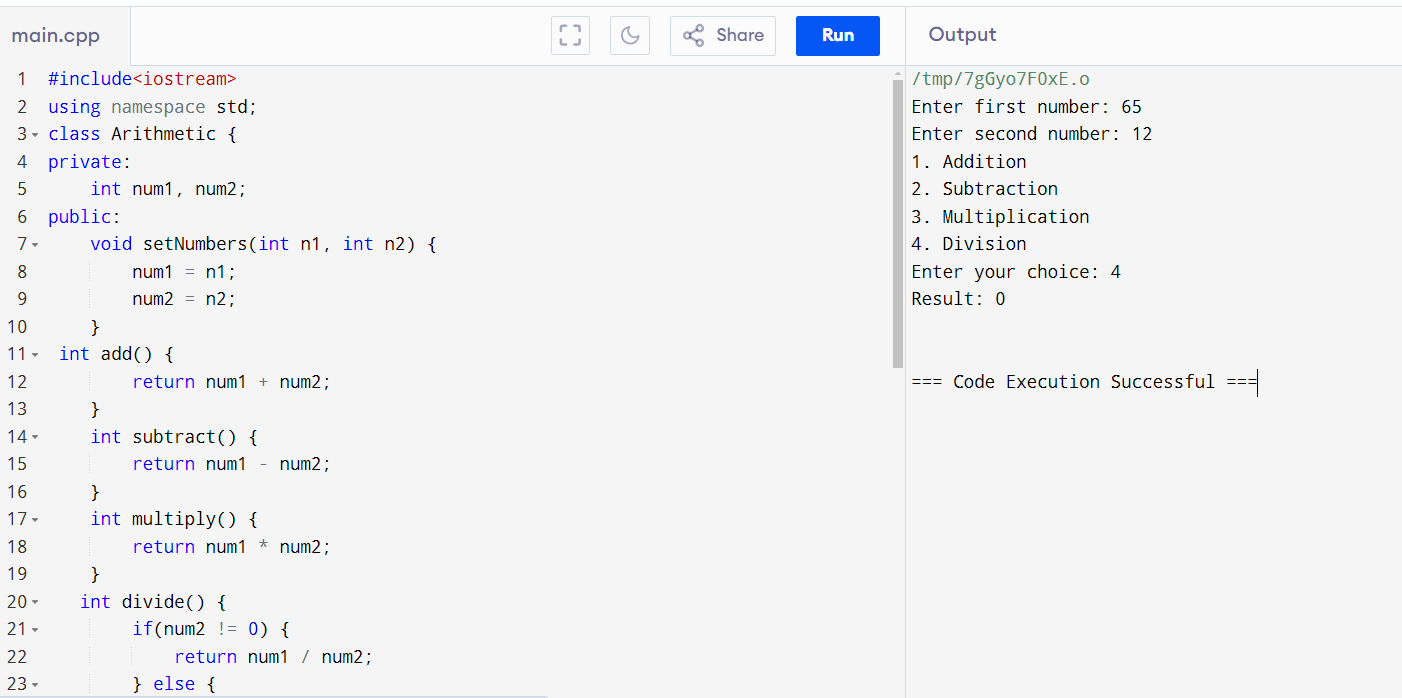 main.cpp
Share
Run
Output
1 #include<iostream>
2 using namespace std;
3 class Arithmetic {
4 private:
5     int num1, num2;
6 public:
7     void setNumbers(int n1, int n2) {
8         num1 = n1;
9         num2 = n2;
10     }
11  int add() {
12         return num1 + num2;
13     }
14     int subtract() {
15         return num1 - num2;
16     }
17     int multiply() {
18         return num1 * num2;
19     }
20    int divide() {
21         if(num2 != 0) {
22             return num1 / num2;
23         } else {
/tmp/7gGyo7FOxE.o
Enter first number: 65
Enter second number: 12
1. Addition
2. Subtraction
3. Multiplication
4. Division
Enter your choice: 4
Result: 0
=== Code Execution Successful ===